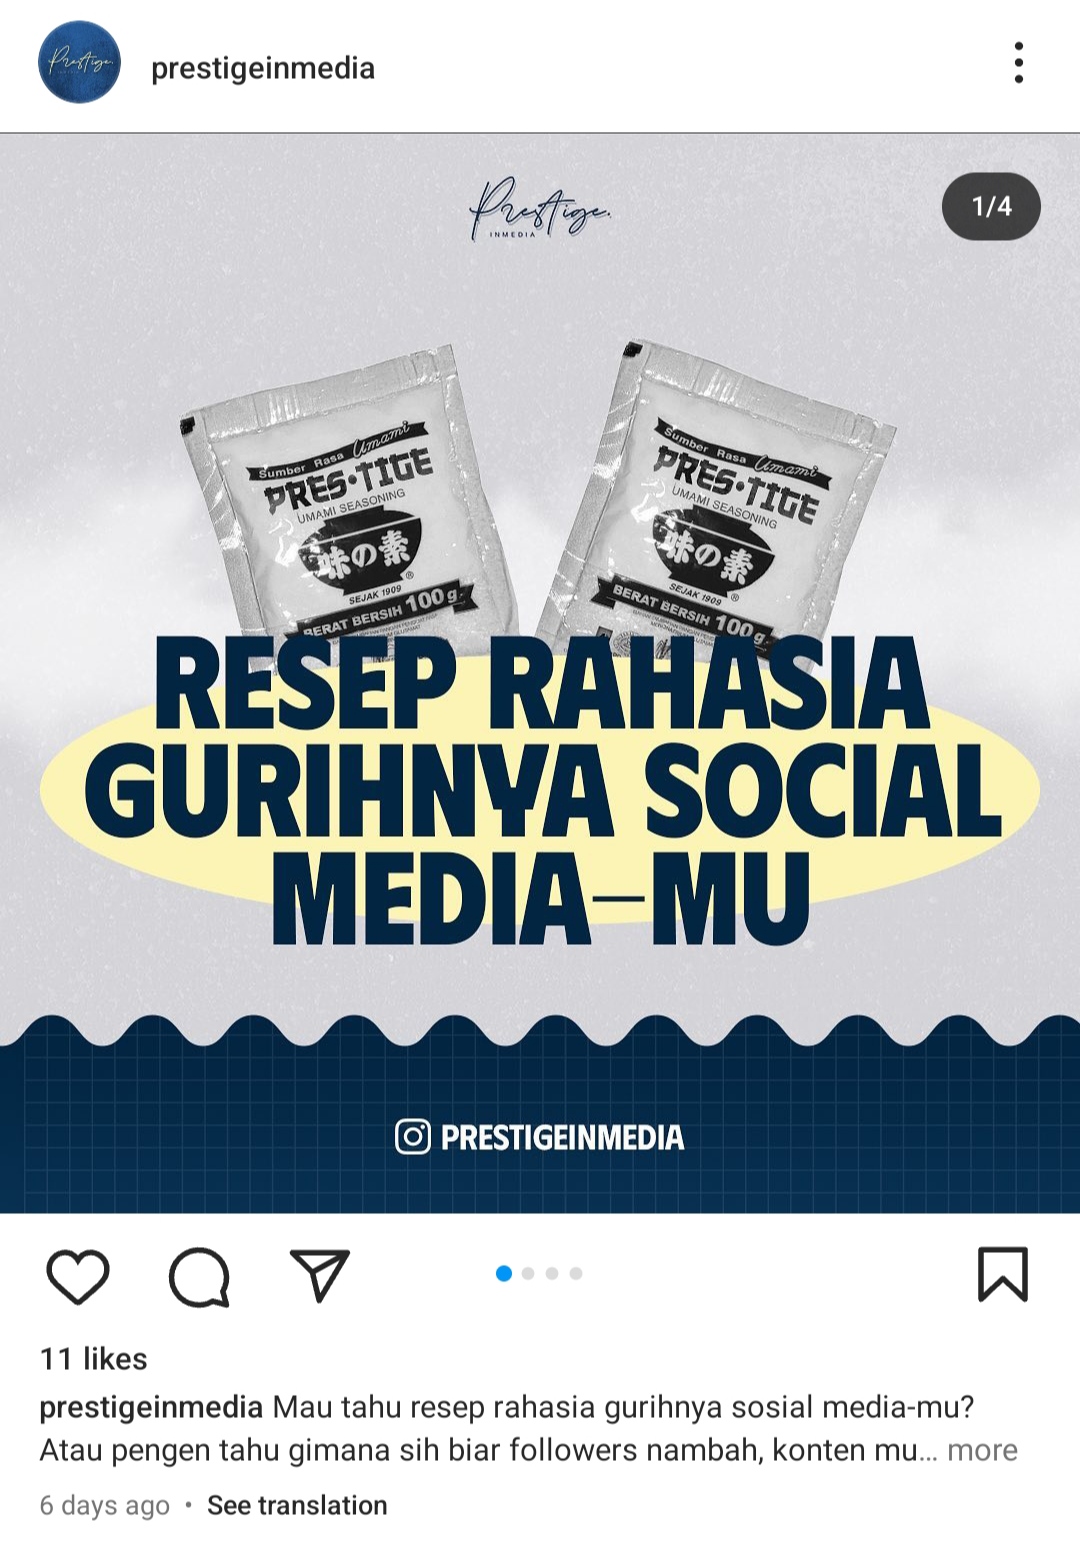 Prestige.
prestigeinmedia
Prestige.
INMEDIA
1/4
Sumber Rasa Umami
PRES•TIGE
UMAMI SEASONING
味の素
®
SEJAK 1909
BERAT BERSIH 100g
Sumber Rasa Umami
PRES•TIGE
UMAMI SEASONING
味の素
®
SEJAK 1909
BERAT BERSIH 100g
RESEP RAHASIA
GURIHNYA SOCIAL
MEDIA—MU
PRESTIGEINMEDIA
11 likes
prestigeinmedia Mau tahu resep rahasia gurihnya sosial media-mu?
Atau pengen tahu gimana sih biar followers nambah, konten mu... more
6 days ago • See translation